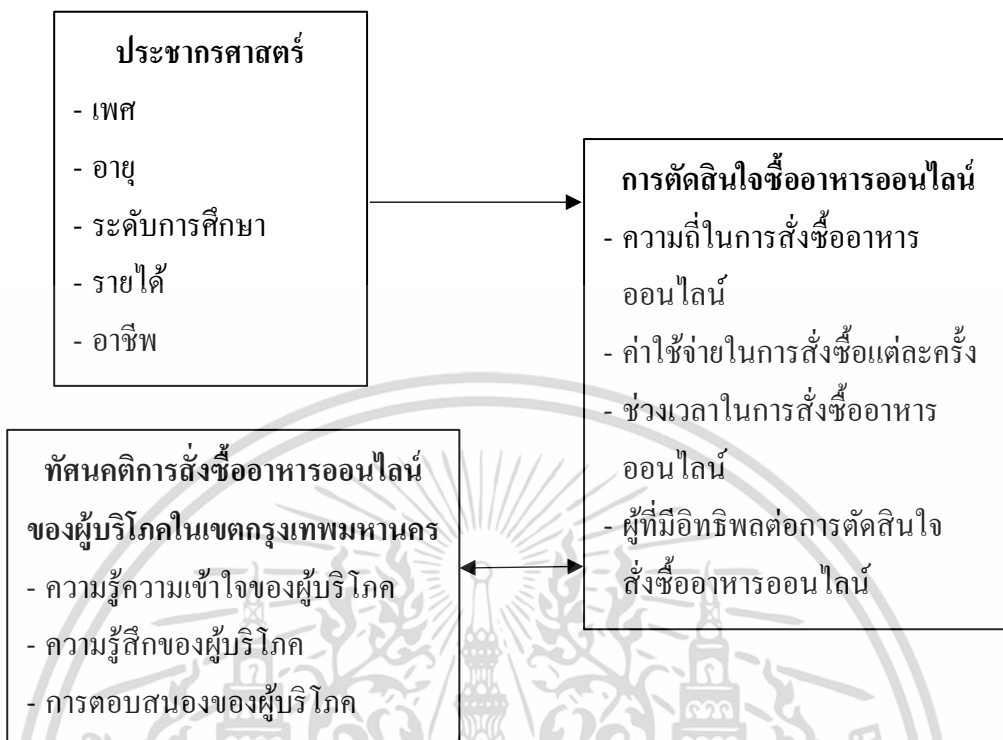 ประชากรศาสตร์
- เพศ
- อายุ
- ระดับการศึกษา
- รายได้
- อาชีพ
การตัดสินใจซื้ออาหารออนไลน์
- ความถี่ในการสั่งซื้ออาหาร
ออนไลน์
- ค่าใช้จ่ายในการสั่งซื้อแต่ละครั้ง
- ช่วงเวลาในการสั่งซื้ออาหาร
ออนไลน์
- ผู้ที่มีอิทธิพลต่อการตัดสินใจ
สั่งซื้ออาหารออนไลน์
ทัศนคติการสั่งซื้ออาหารออนไลน์
ของผู้บริโภคในเขตกรุงเทพมหานคร
- ความรู้ความเข้าใจของผู้บริโภค
- ความรู้สึกของผู้บริโภค
- การตอบสนองของผู้บริโภค